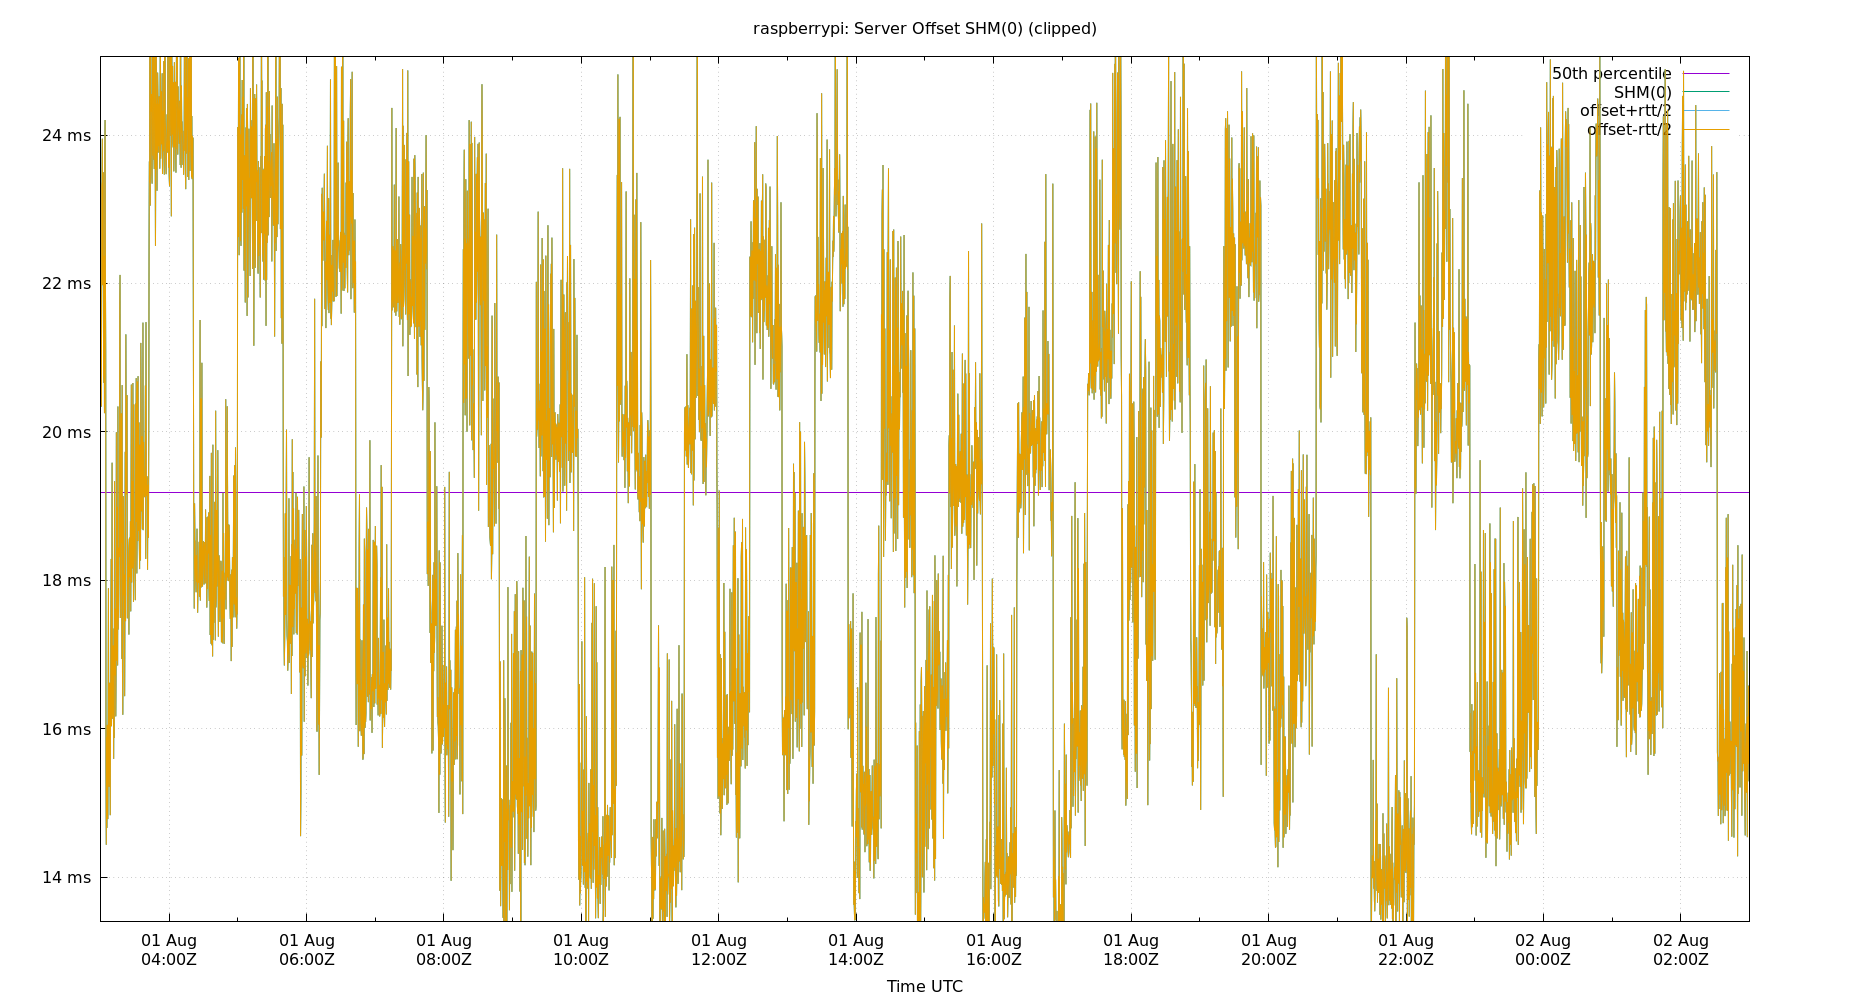 raspberrypi: Server Offset SHM(0) (clipped)
50th percentile
SHM(0)
offset+rtt/2
offset-rtt/2
24 ms
22 ms
20 ms
18 ms
16 ms
14 ms
01 Aug 01 Aug 01 Aug 01 Aug 01 Aug 01 Aug 01 Aug 01 Aug 01 Aug 01 Aug 02 Aug 02 Aug
04:00Z 06:00Z 08:00Z 10:00Z 12:00Z 14:00Z 16:00Z 18:00Z 20:00Z 22:00Z 00:00Z 02:00Z
Time UTC